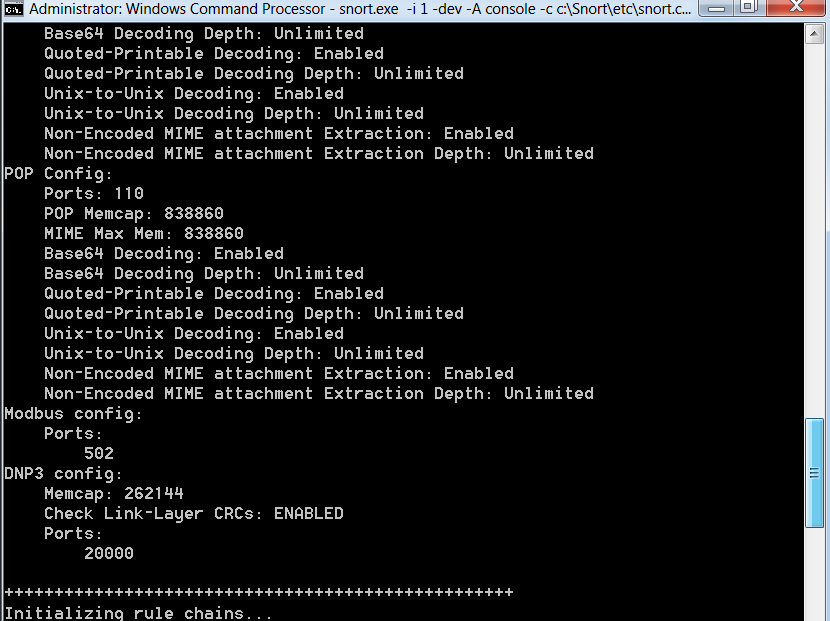 Administrator: Windows Command Processor - snort.exe -i 1 -dev -A console -c c:\Snort\etc\snort.c...
Base64 Decoding Depth: Unlimited
Quoted-Printable Decoding: Enabled
Quoted-Printable Decoding Depth: Unlimited
Unix-to-Unix Decoding: Enabled
Unix-to-Unix Decoding Depth: Unlimited
Non-Encoded MIME attachment Extraction: Enabled
Non-Encoded MIME attachment Extraction Depth: Unlimited
POP Config:
Ports: 110
POP Memcap: 838860
MIME Max Mem: 838860
Base64 Decoding: Enabled
Base64 Decoding Depth: Unlimited
Quoted-Printable Decoding: Enabled
Quoted-Printable Decoding Depth: Unlimited
Unix-to-Unix Decoding: Enabled
Unix-to-Unix Decoding Depth: Unlimited
Non-Encoded MIME attachment Extraction: Enabled
Non-Encoded MIME attachment Extraction Depth: Unlimited
Modbus config:
Ports:
502
DNP3 config:
Memcap: 262144
Check Link-Layer CRCs: ENABLED
Ports:
20000
+++++++++++++++++++++++++++++++++++++++++++++++++++
Initializing rule chains...